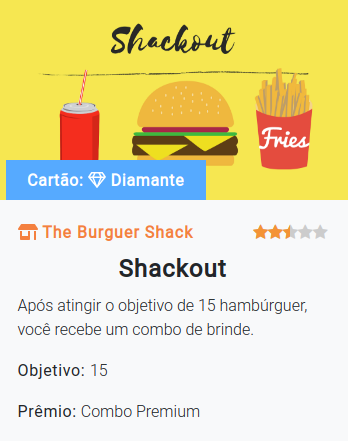 Shackout
Fries
Cartão: Diamante
The Burguer Shack
Shackout
Após atingir o objetivo de 15 hambúrguer,
você recebe um combo de brinde.
Objetivo: 15
Prêmio: Combo Premium